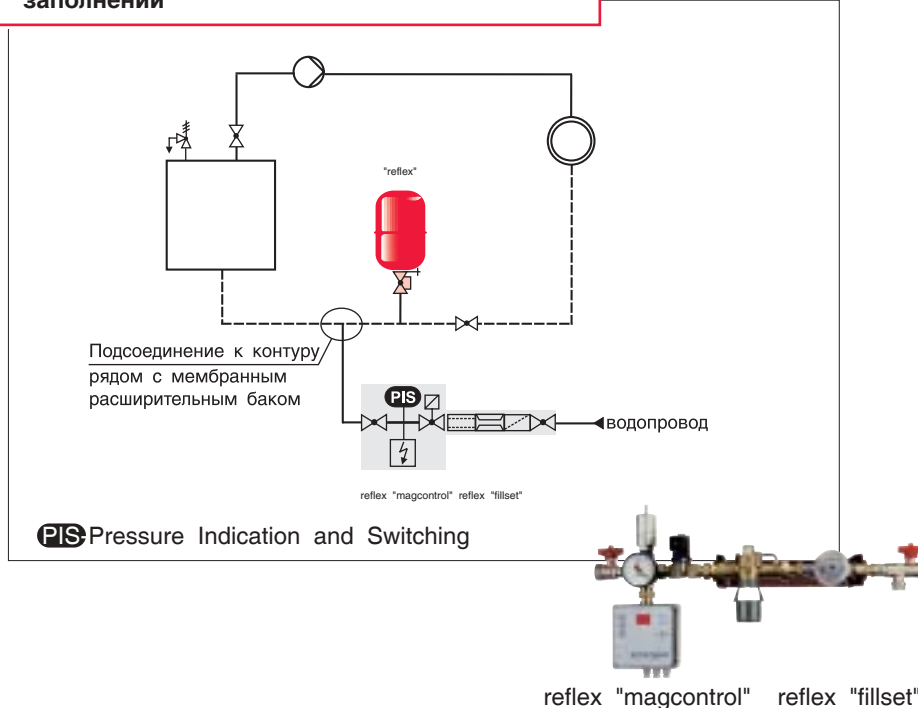 заполнении
"reflex"
Подсоединение к контуру
рядом с мембранным
расширительным баком
PIS
водопровод
reflex "magcontrol" reflex "fillset"
PIS Pressure Indication and Switching
reflex "magcontrol" reflex "fillset"